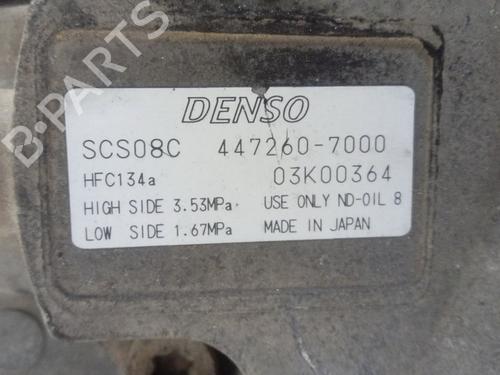 B-PARTS
DENSO
SCS08C 447260-7000
HFC134a 03K00364
HIGH SIDE 3.53MPa USE ONLY ND-OIL 8
LOW SIDE 1.67MPa MADE IN JAPAN